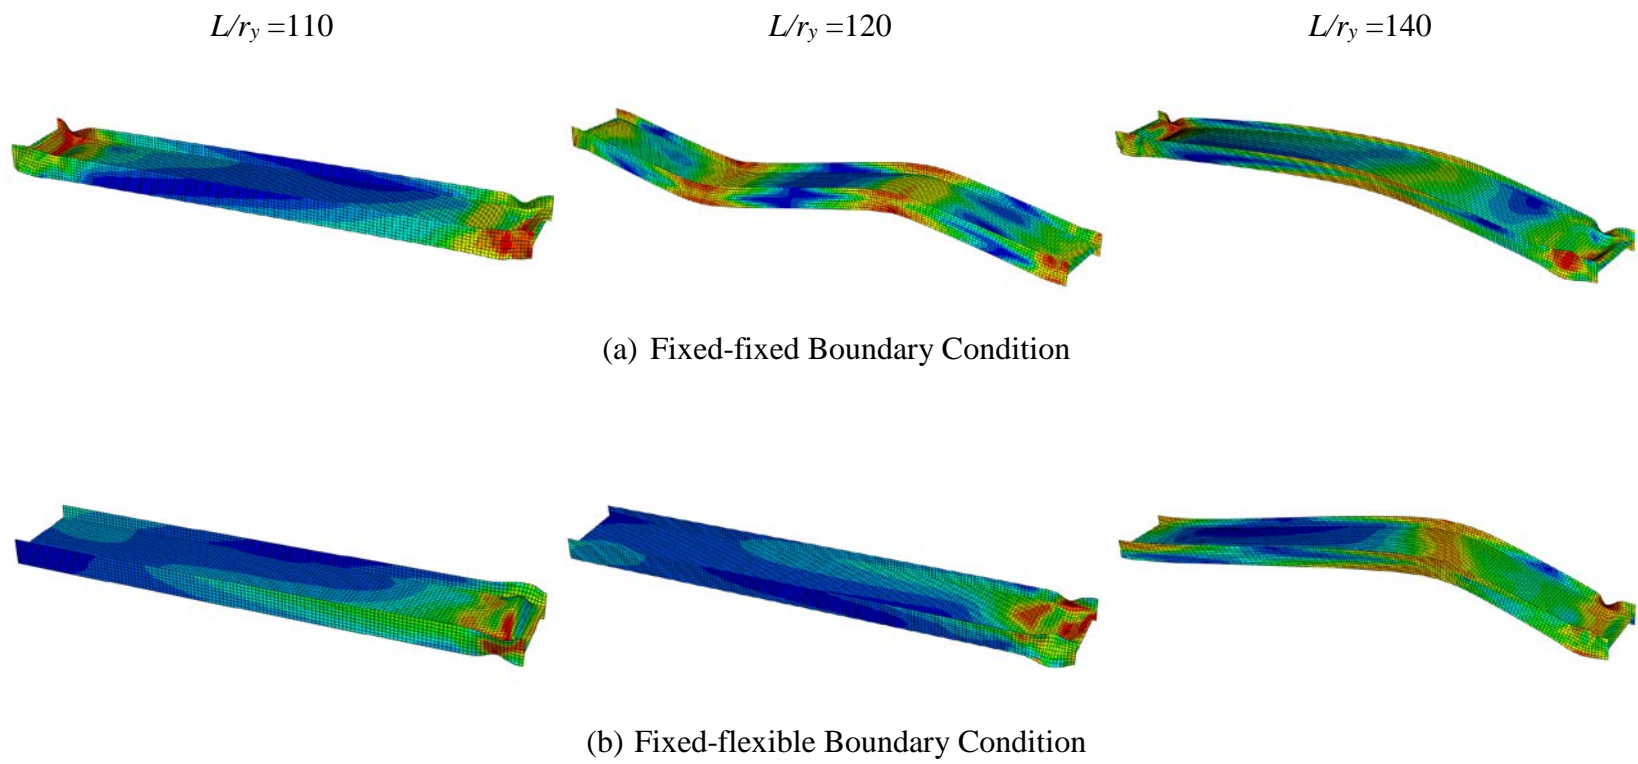 L/ry =110 L/ry =120 L/ry =140
(a) Fixed-fixed Boundary Condition
(b) Fixed-flexible Boundary Condition